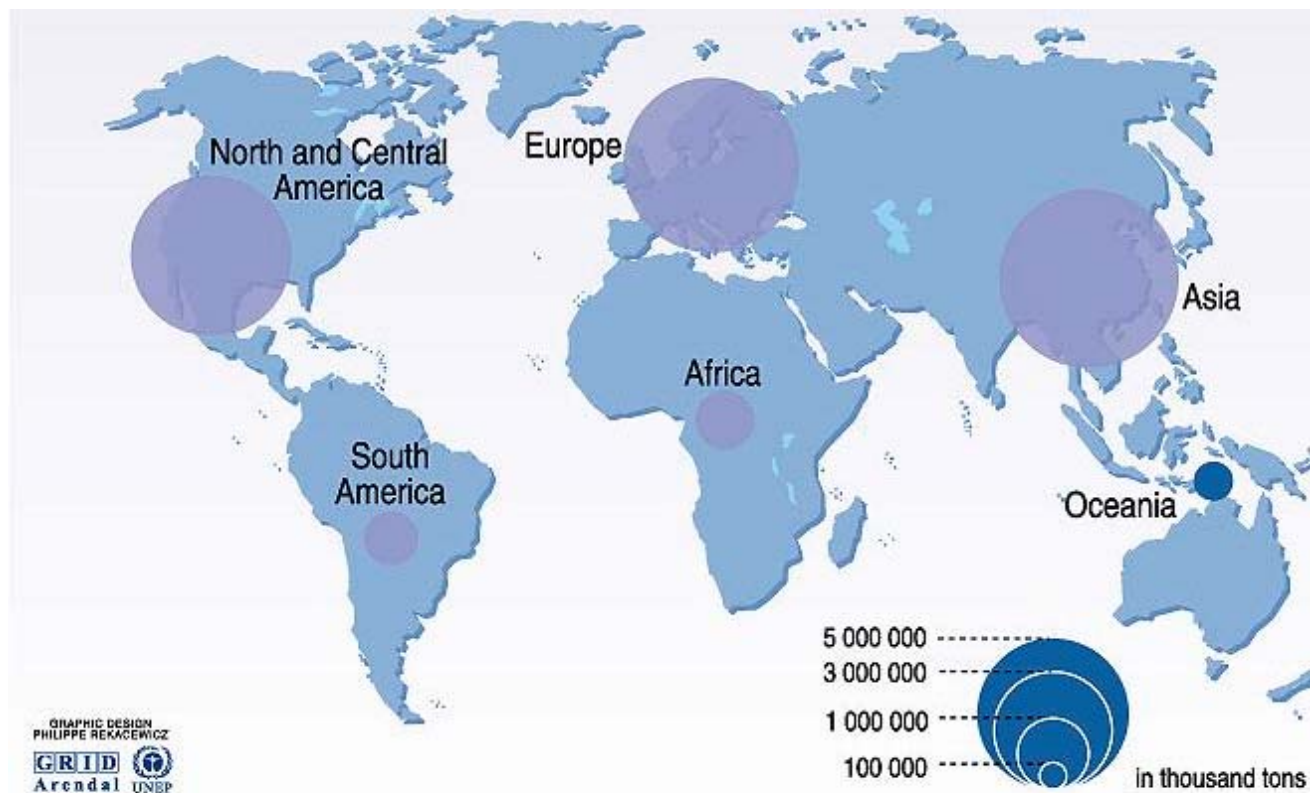 North and Central
America
Europe
Asia
Africa
South
America
Oceania
5 000 000
3 000 000
1 000 000
100 000
in thousand tons
GRAPHIC DESIGN
PHILIPPE REKACEWICZ
GRID
Arendal
UNEP